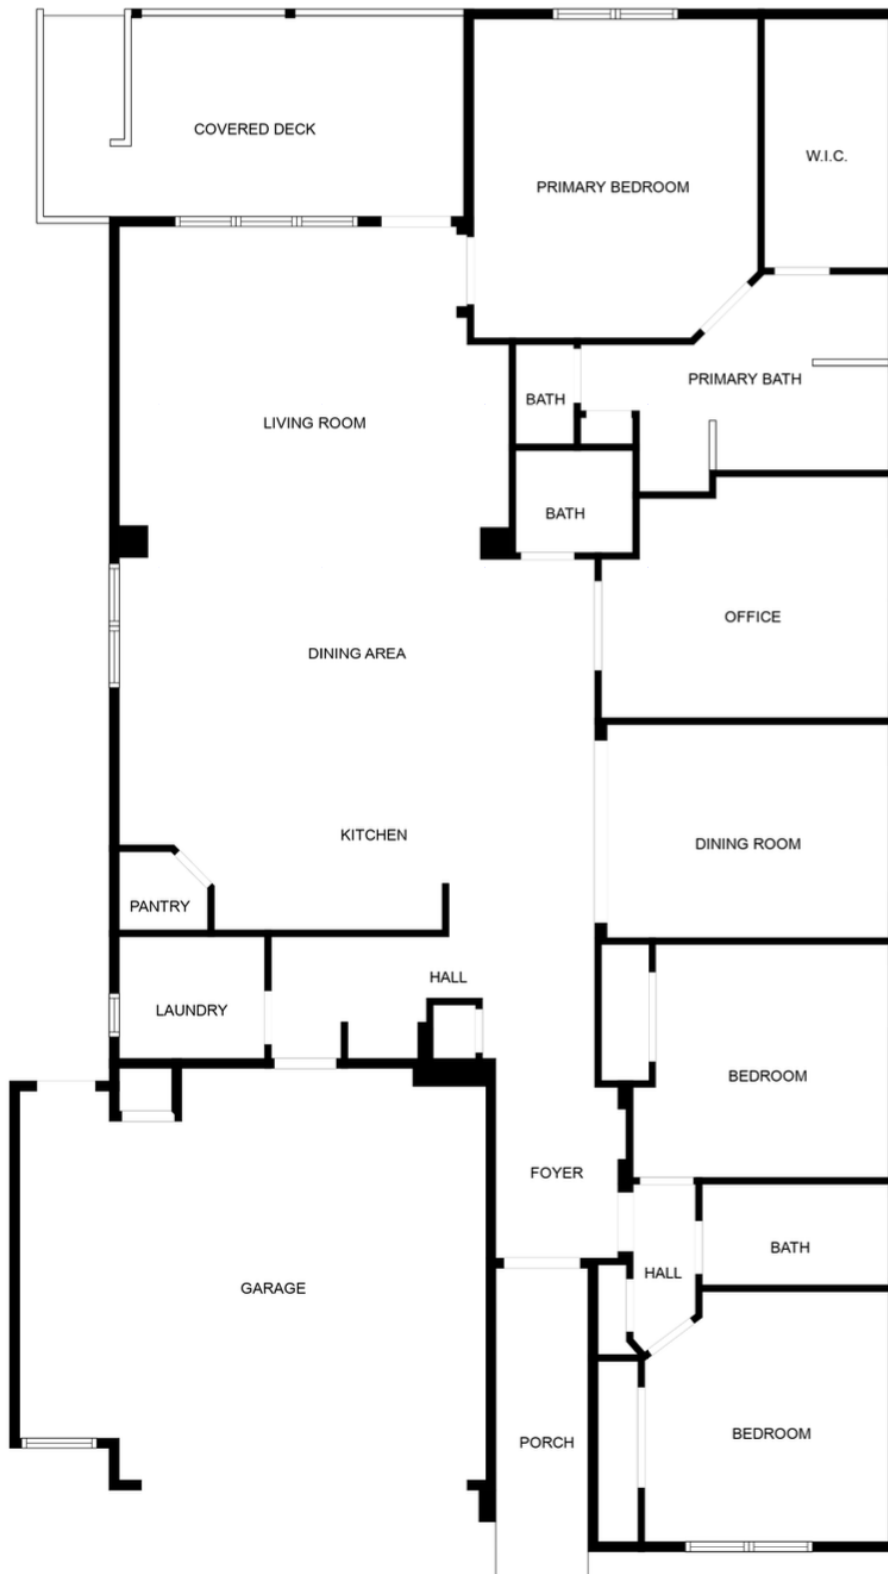 COVERED DECK
W.I.C.
PRIMARY BEDROOM
PRIMARY BATH
BATH
LIVING ROOM
BATH
OFFICE
DINING AREA
KITCHEN
DINING ROOM
PANTRY
HALL
LAUNDRY
BEDROOM
FOYER
BATH
HALL
GARAGE
BEDROOM
PORCH